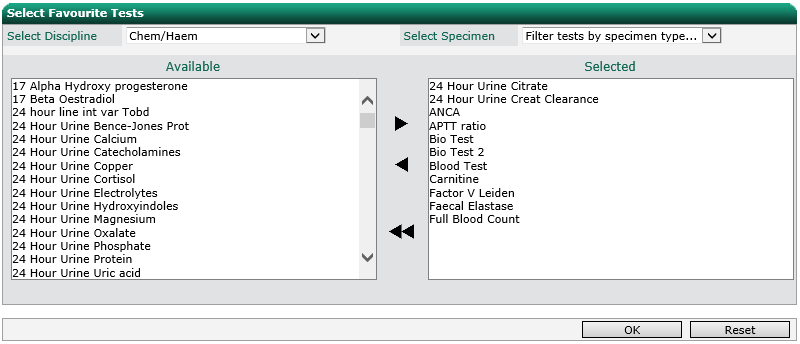 Select Favourite Tests
Select Discipline
Chem/Haem
Select Specimen
Filter tests by specimen type...
Available
17 Alpha Hydroxy progesterone
17 Beta Oestradiol
24 hour line int var Tobd
24 Hour Urine Bence-Jones Prot
24 Hour Urine Calcium
24 Hour Urine Catecholamines
24 Hour Urine Copper
24 Hour Urine Cortisol
24 Hour Urine Electrolytes
24 Hour Urine Hydroxyindoles
24 Hour Urine Magnesium
24 Hour Urine Oxalate
24 Hour Urine Phosphate
24 Hour Urine Protein
24 Hour Urine Uric acid
Selected
24 Hour Urine Citrate
24 Hour Urine Creat Clearance
ANCA
APTT ratio
Bio Test
Bio Test 2
Blood Test
Carnitine
Factor V Leiden
Faecal Elastase
Full Blood Count
OK
Reset